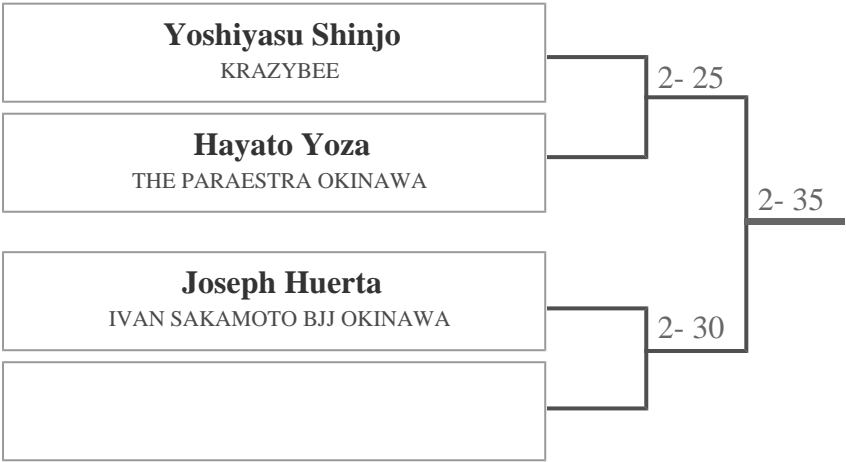 Yoshiyasu Shinjo
KRAZYBEE
2- 25
Hayato Yoza
THE PARAESTRA OKINAWA
2- 35
Joseph Huerta
IVAN SAKAMOTO BJJ OKINAWA
2- 30